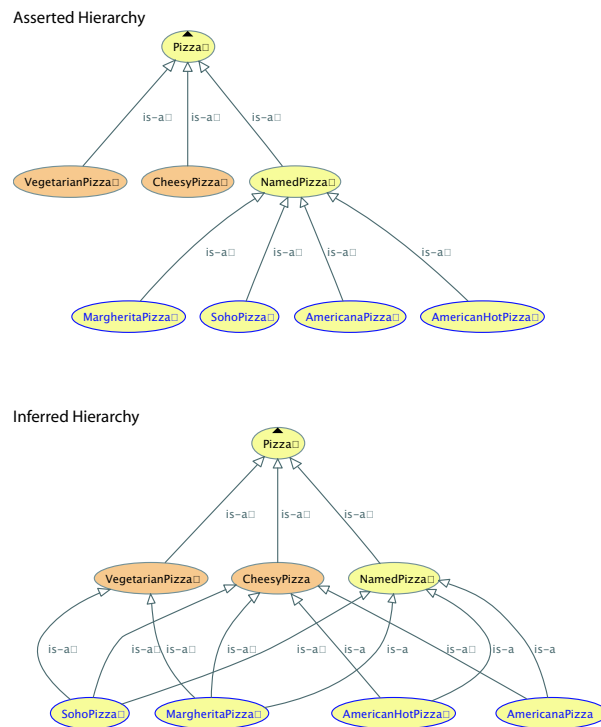 Asserted Hierarchy
Pizza
is-a is-a is-a
VegetarianPizza CheesyPizza NamedPizza
is-a is-a is-a is-a
MargheritaPizza SohoPizza AmericanaPizza AmericanHotPizza
Inferred Hierarchy
Pizza
is-a is-a is-a
VegetarianPizza CheesyPizza NamedPizza
is-a is-a is-a is-a is-a is-a is-a is-a is-a
SohoPizza MargheritaPizza AmericanHotPizza AmericanaPizza